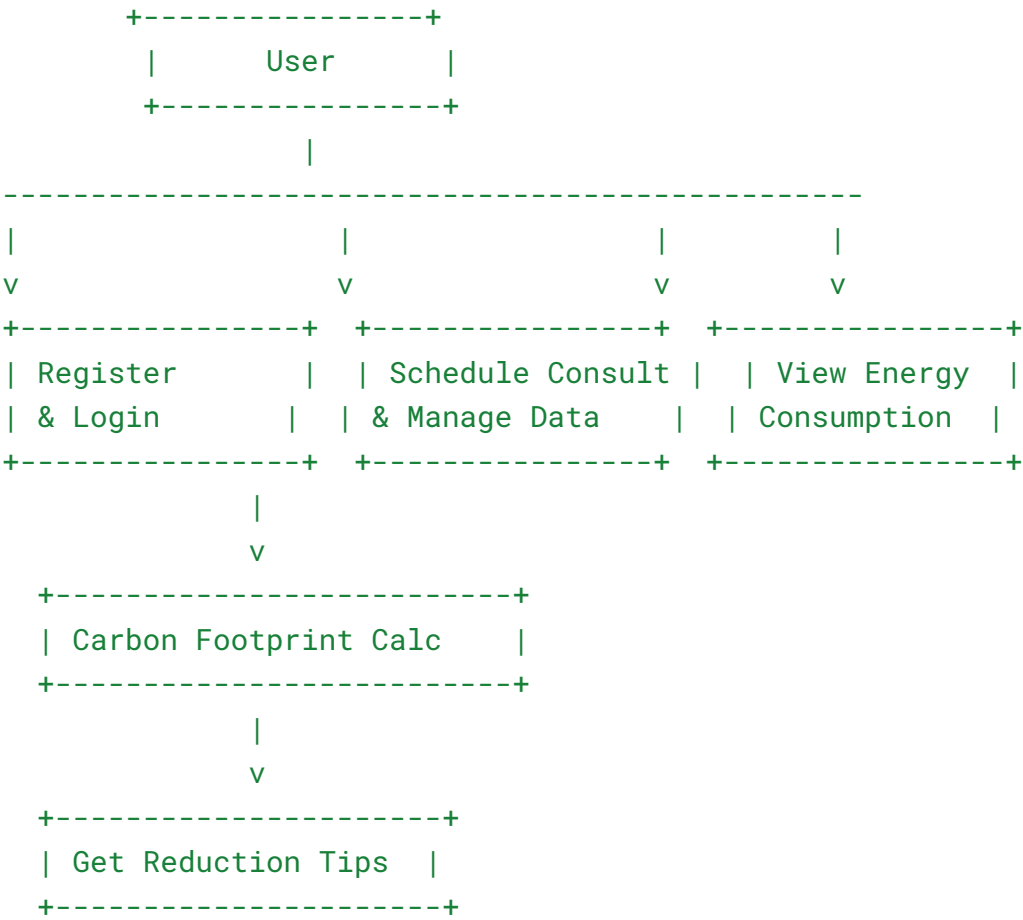 +----------------+
        |      User      |
        +----------------+
                 |
-------------------------------------------------
|                  |                 |         |
v                  v                 v         v
+----------------+  +----------------+  +----------------+
| Register       |  | Schedule Consult |  | View Energy  |
| & Login       |  | & Manage Data    |  | Consumption  |
+----------------+  +----------------+  +----------------+
              |
              v
  +--------------------------+
  | Carbon Footprint Calc    |
  +--------------------------+
              |
              v
  +----------------------+
  | Get Reduction Tips  |
  +----------------------+